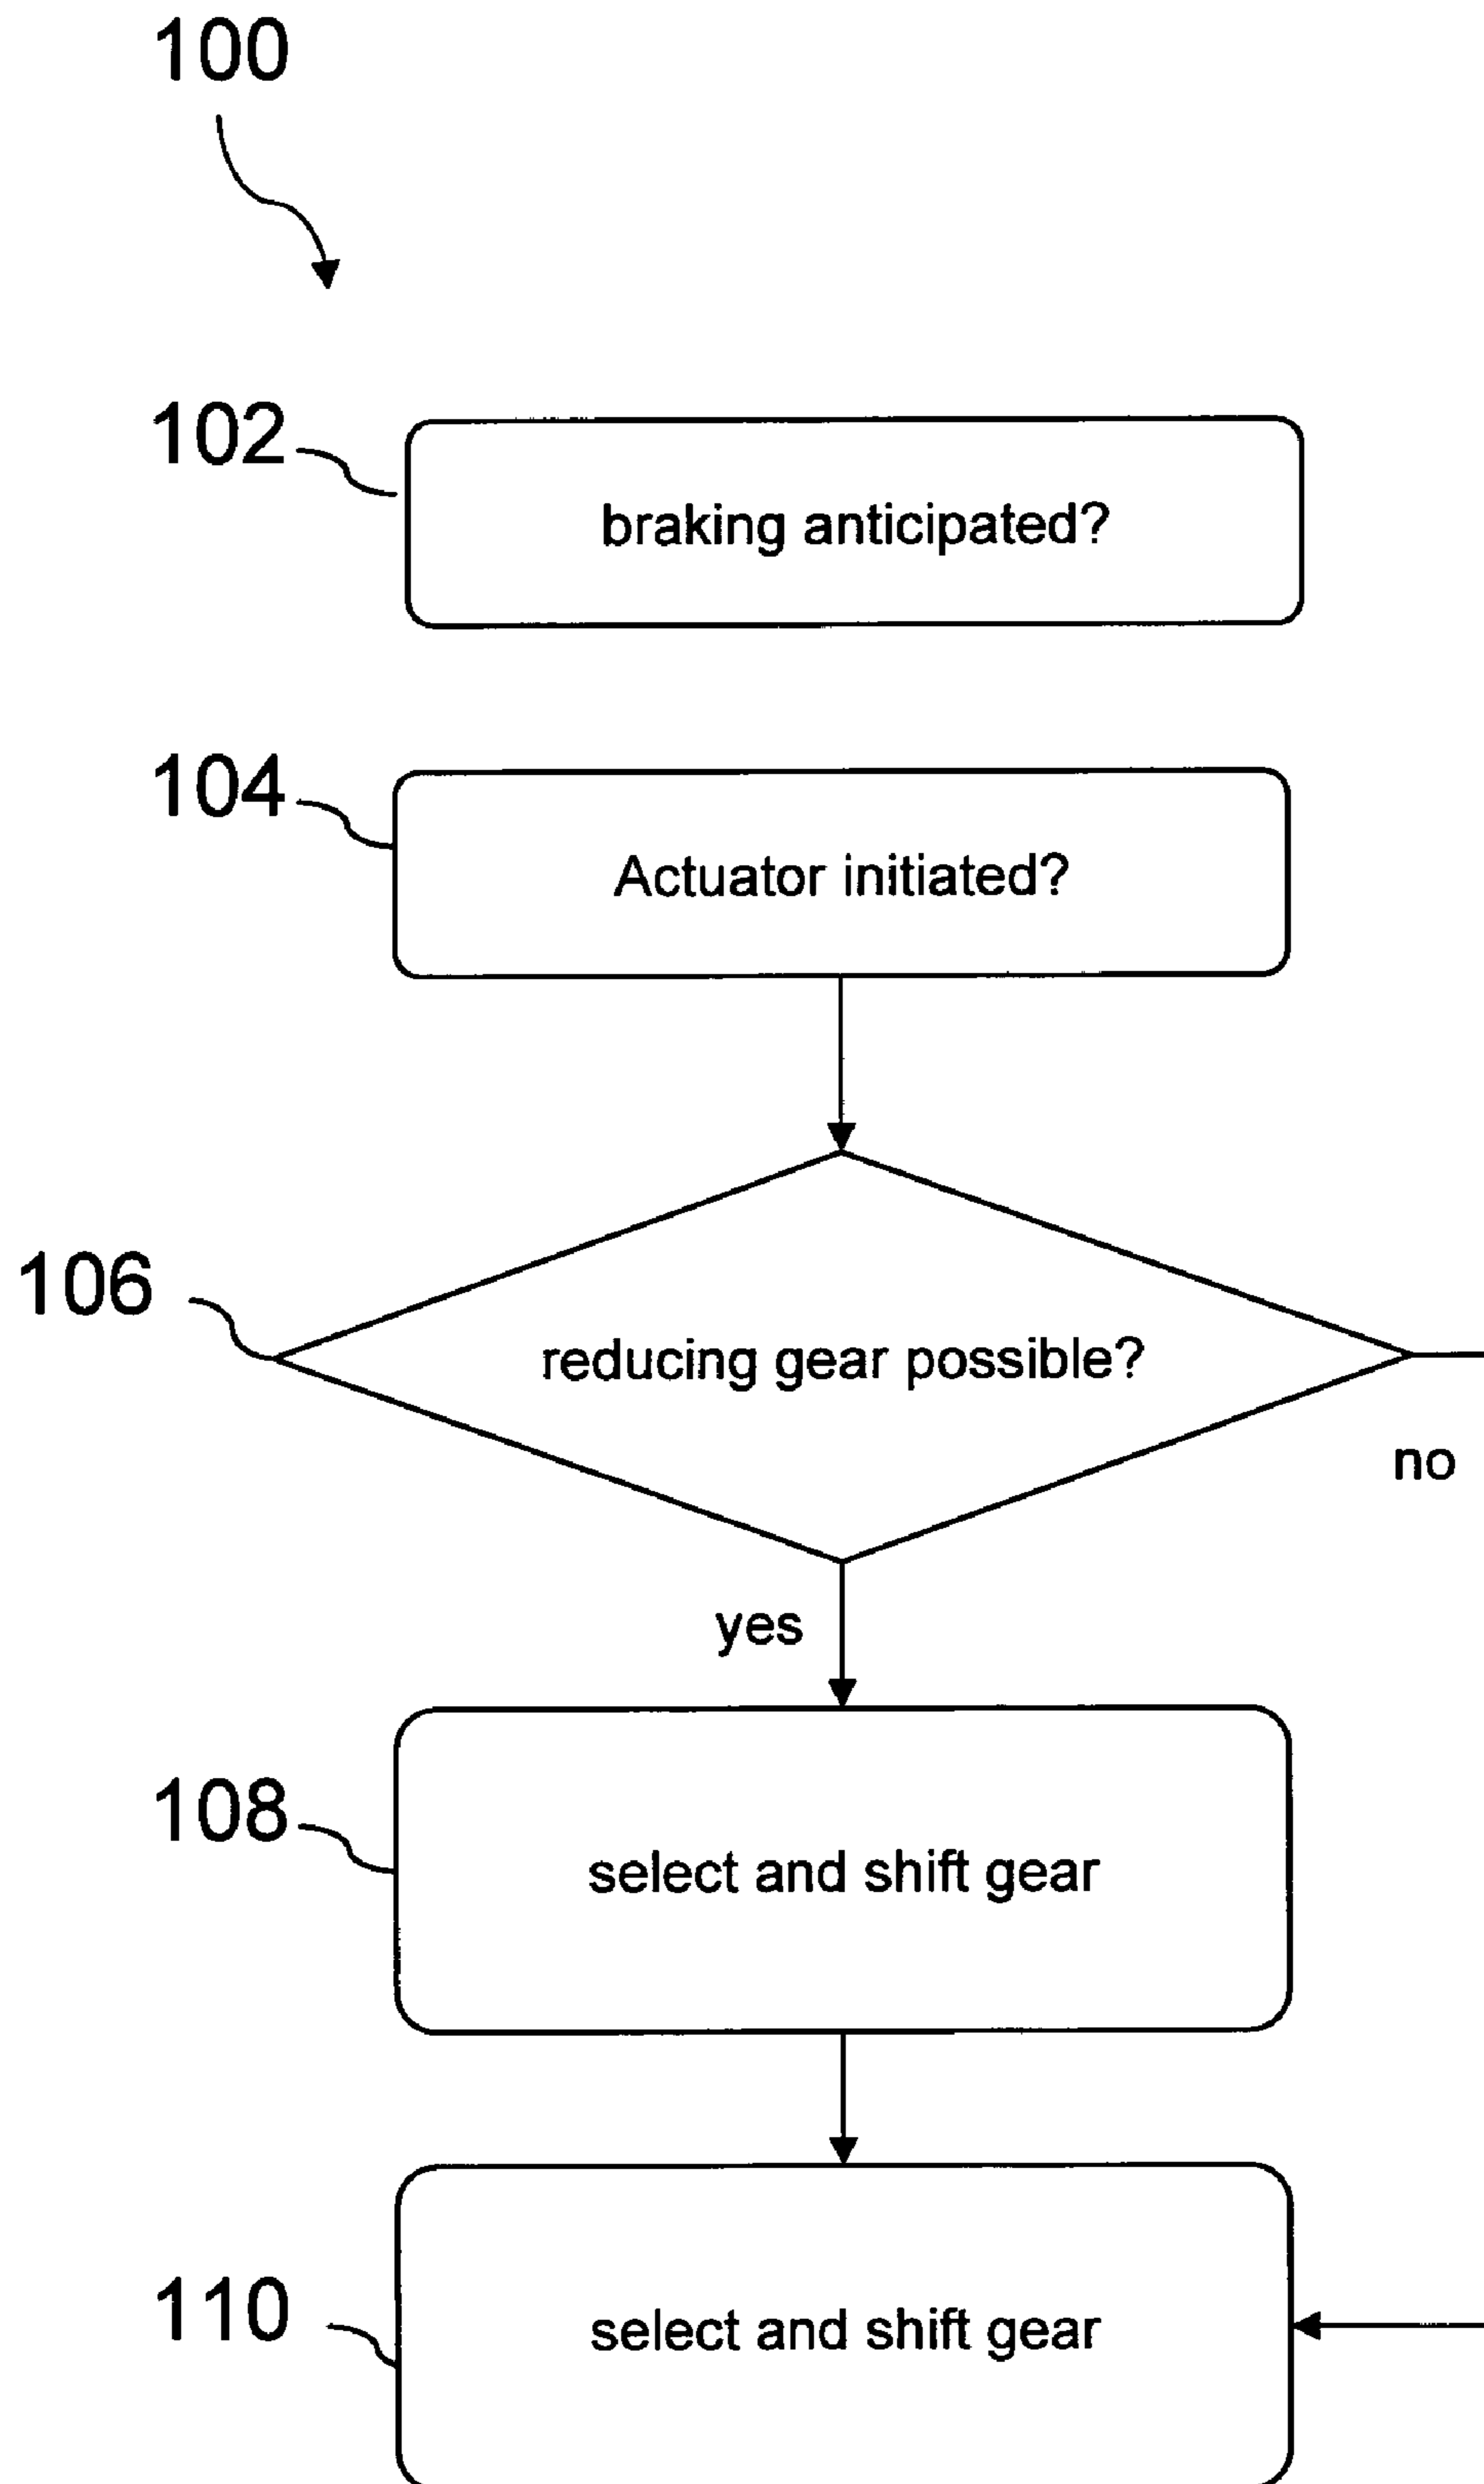 100
102
braking anticipated?
104
Actuator initiated?
106
reducing gear possible?
no
yes
108
select and shift gear
110
select and shift gear